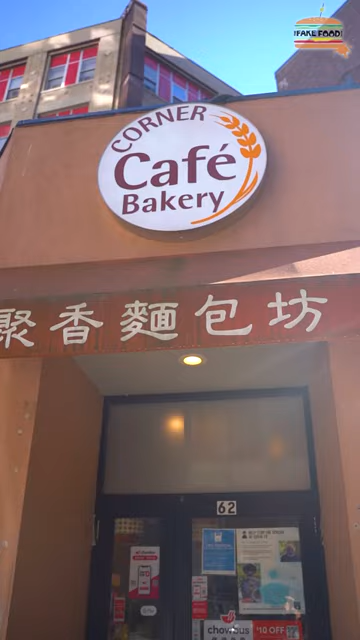 !FAKE FOOD!
CORNER
Café
Bakery
聚香麵包坊
62
chowbus
$10 OFF